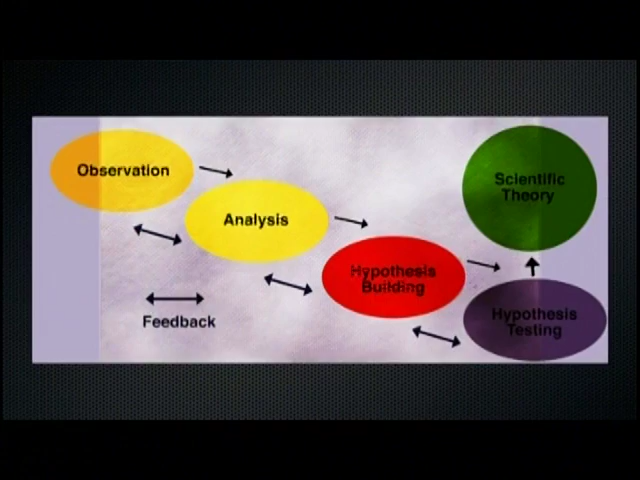 Observation
Analysis
Hypothesis
Building
Scientific
Theory
Hypothesis
Testing
Feedback